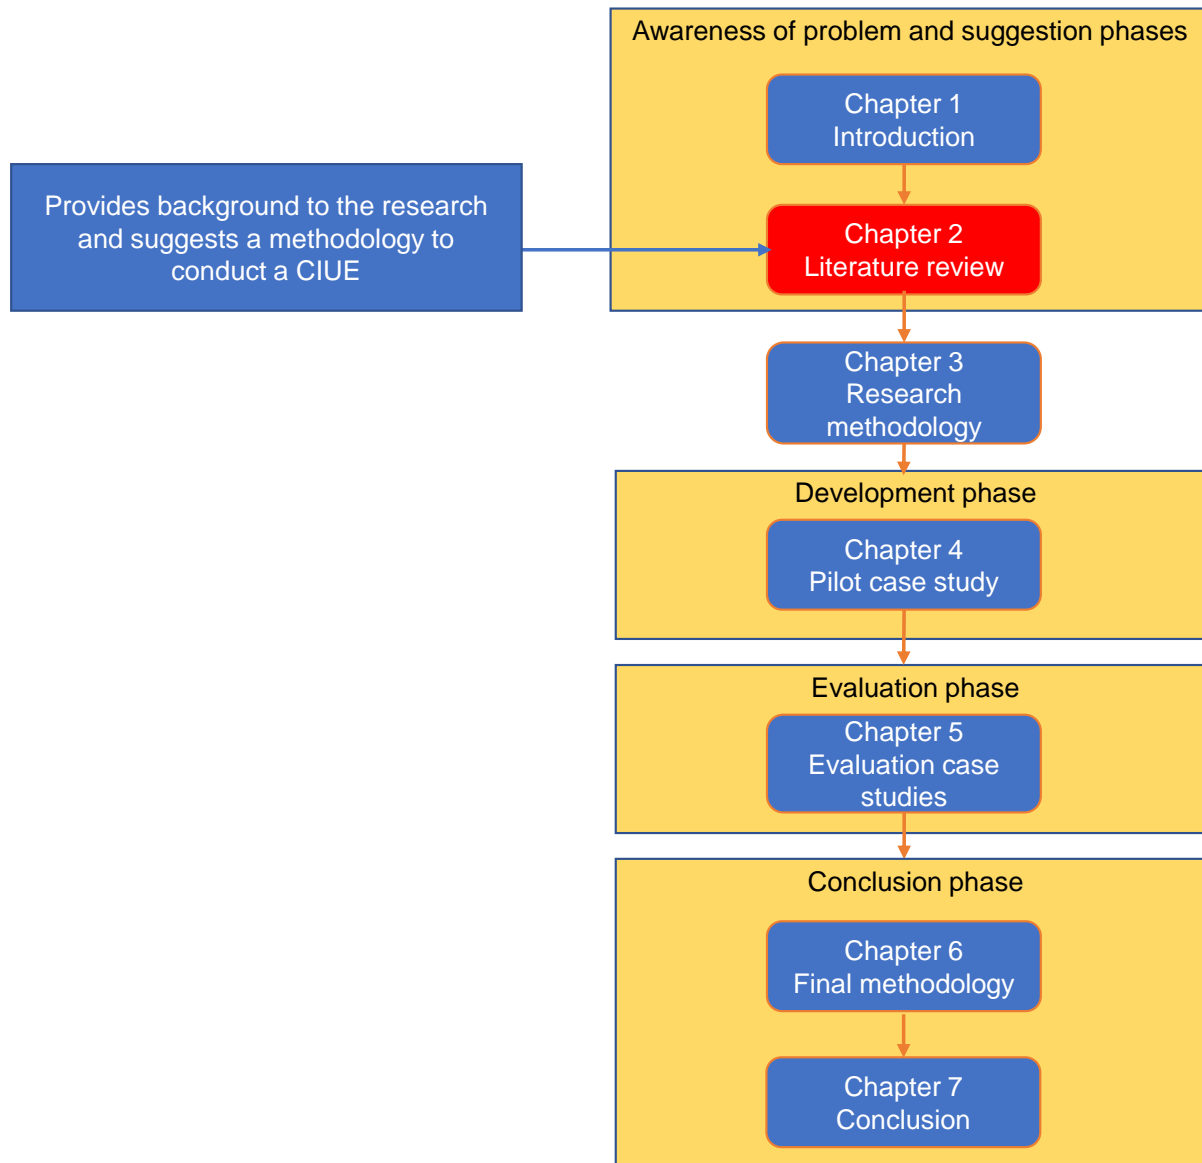 Awareness of problem and suggestion phases
Chapter 1
Introduction
Provides background to the research
and suggests a methodology to
conduct a CIUE
Chapter 2
Literature review
Chapter 3
Research
methodology
Development phase
Chapter 4
Pilot case study
Evaluation phase
Chapter 5
Evaluation case
studies
Conclusion phase
Chapter 6
Final methodology
Chapter 7
Conclusion